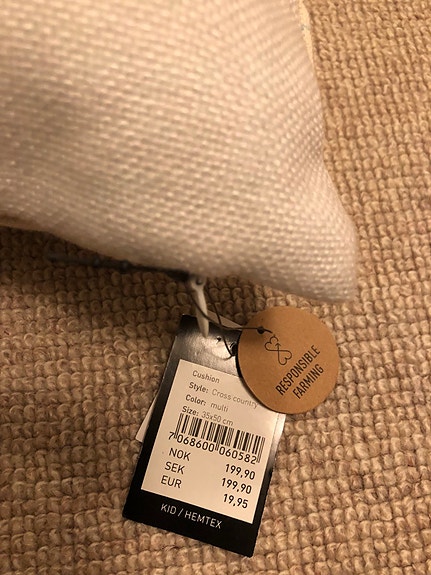 Cushion
Style: Cross country
Color: multi
Size: 35x50 cm
7 068600 060582
NOK 199,90
SEK 199,90
EUR 19,95
KID / HEMTEX
RESPONSIBLE
FARMING